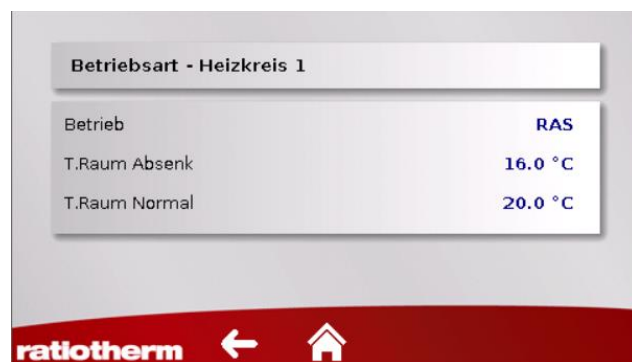 Betriebsart - Heizkreis 1
Betrieb RAS
T.Raum Absenk 16.0 °C
T.Raum Normal 20.0 °C
ratiotherm